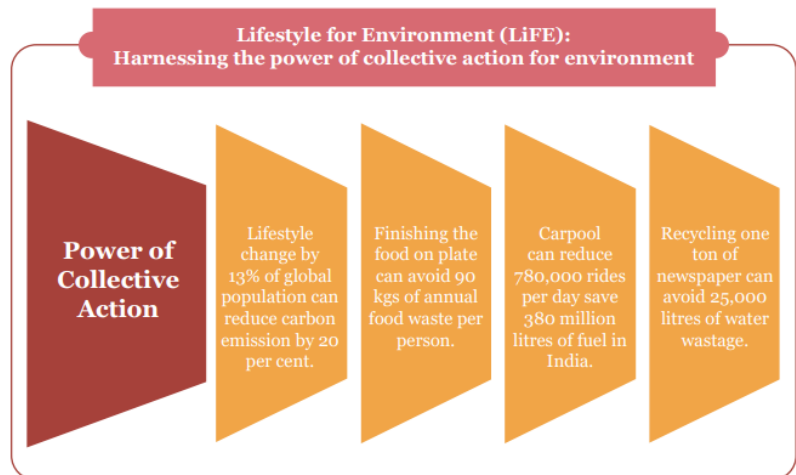 Lifestyle for Environment (LiFE):
Harnessing the power of collective action for environment
Power of
Collective
Action
Lifestyle
change by
13% of global
population can
reduce carbon
emission by 20
per cent.
Finishing the
food on plate
can avoid 90
kgs of annual
food waste per
person.
Carpool
can reduce
780,000 rides
per day save
380 million
litres of fuel in
India.
Recycling one
ton of
newspaper can
avoid 25,000
litres of water
wastage.